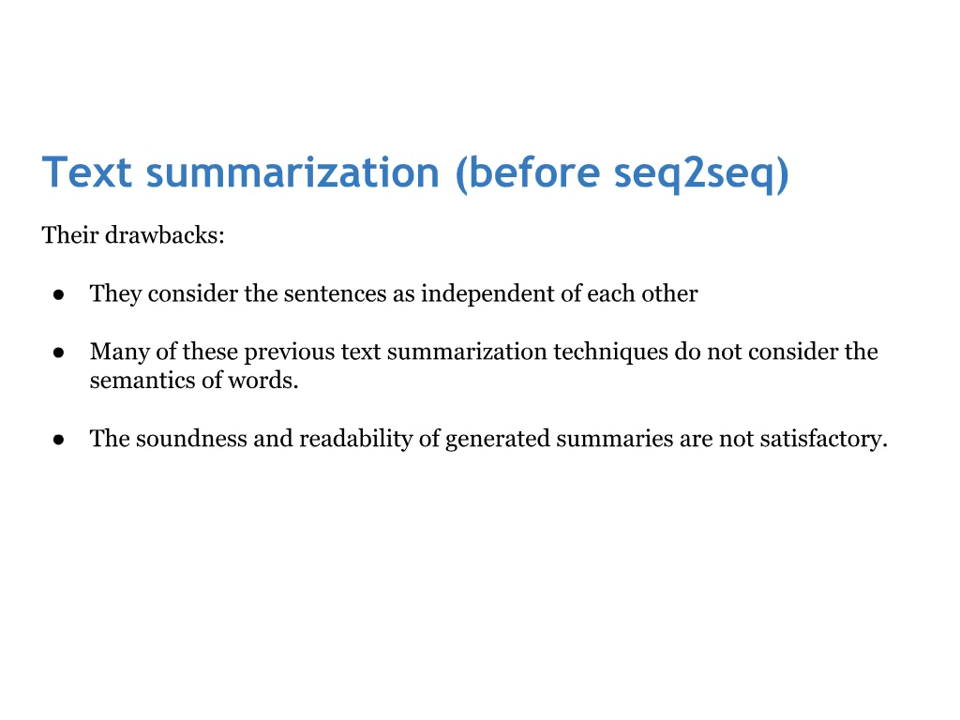 Text summarization (before seq2seq)
Their drawbacks:
● They consider the sentences as independent of each other
● Many of these previous text summarization techniques do not consider the
semantics of words.
● The soundness and readability of generated summaries are not satisfactory.